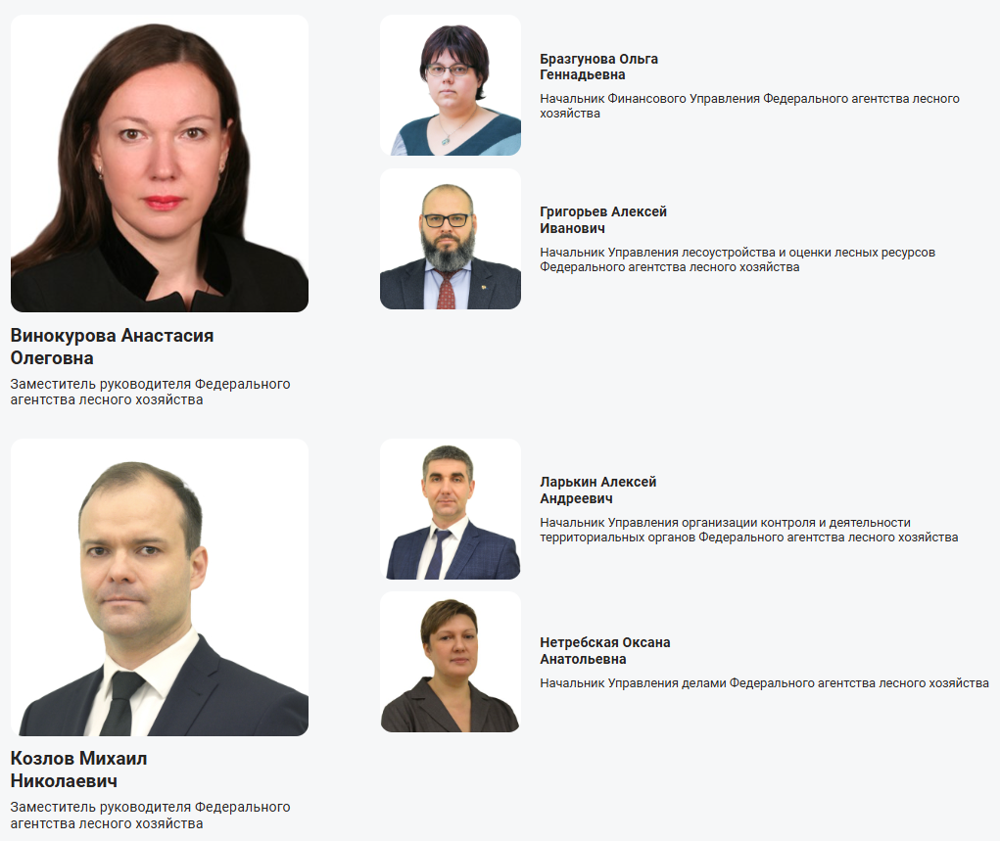 Винокурова Анастасия
Олеговна
Заместитель руководителя Федерального
агентства лесного хозяйства
Бразгунова Ольга
Геннадьевна
Начальник Финансового Управления Федерального агентства лесного
хозяйства
Григорьев Алексей
Иванович
Начальник Управления лесоустройства и оценки лесных ресурсов
Федерального агентства лесного хозяйства
Козлов Михаил
Николаевич
Заместитель руководителя Федерального
агентства лесного хозяйства
Ларькин Алексей
Андреевич
Начальник Управления организации контроля и деятельности
территориальных органов Федерального агентства лесного хозяйства
Нетребская Оксана
Анатольевна
Начальник Управления делами Федерального агентства лесного хозяйства